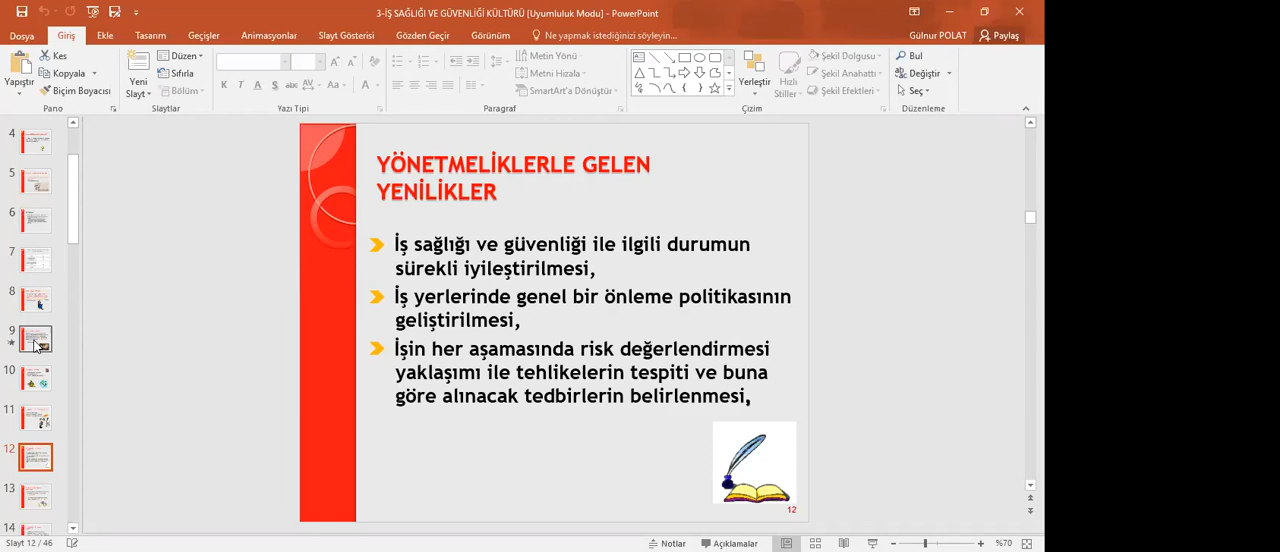 3-İŞ SAĞLIĞI VE GÜVENLİĞİ KÜLTÜRÜ [Uyumluluk Modu] - PowerPoint
Dosya Giriş Ekle Tasarım Geçişler Animasyonlar Slayt Gösterisi Gözden Geçir Görünüm Ne yapmak istediğinizi söyleyin... Gülnur POLAT Paylaş
Yapıştır
Kes
Kopyala
Biçim Boyacısı
Pano
Yeni
Slayt
Düzen
Sıfırla
Bölüm
Slaytlar
K T A S abc AV Aa A
Yazı Tipi
Metin Yönü
Metni Hizala
SmartArt'a Dönüştür
Paragraf
Yerleştir
Hızlı
Stiller
Şekil Dolgusu
Şekil Anahattı
Şekil Efektleri
Çizim
Bul
Değiştir
Seç
Düzenleme
4
5
6
7
8
9
10
11
12
13
14
YÖNETMELİKLERLE GELEN
YENİLİKLER
İş sağlığı ve güvenliği ile ilgili durumun
sürekli iyileştirilmesi,
İş yerlerinde genel bir önleme politikasının
geliştirilmesi,
İşin her aşamasında risk değerlendirmesi
yaklaşımı ile tehlikelerin tespiti ve buna
göre alınacak tedbirlerin belirlenmesi,
12
Slayt 12 / 46
Notlar
Açıklamalar
%70